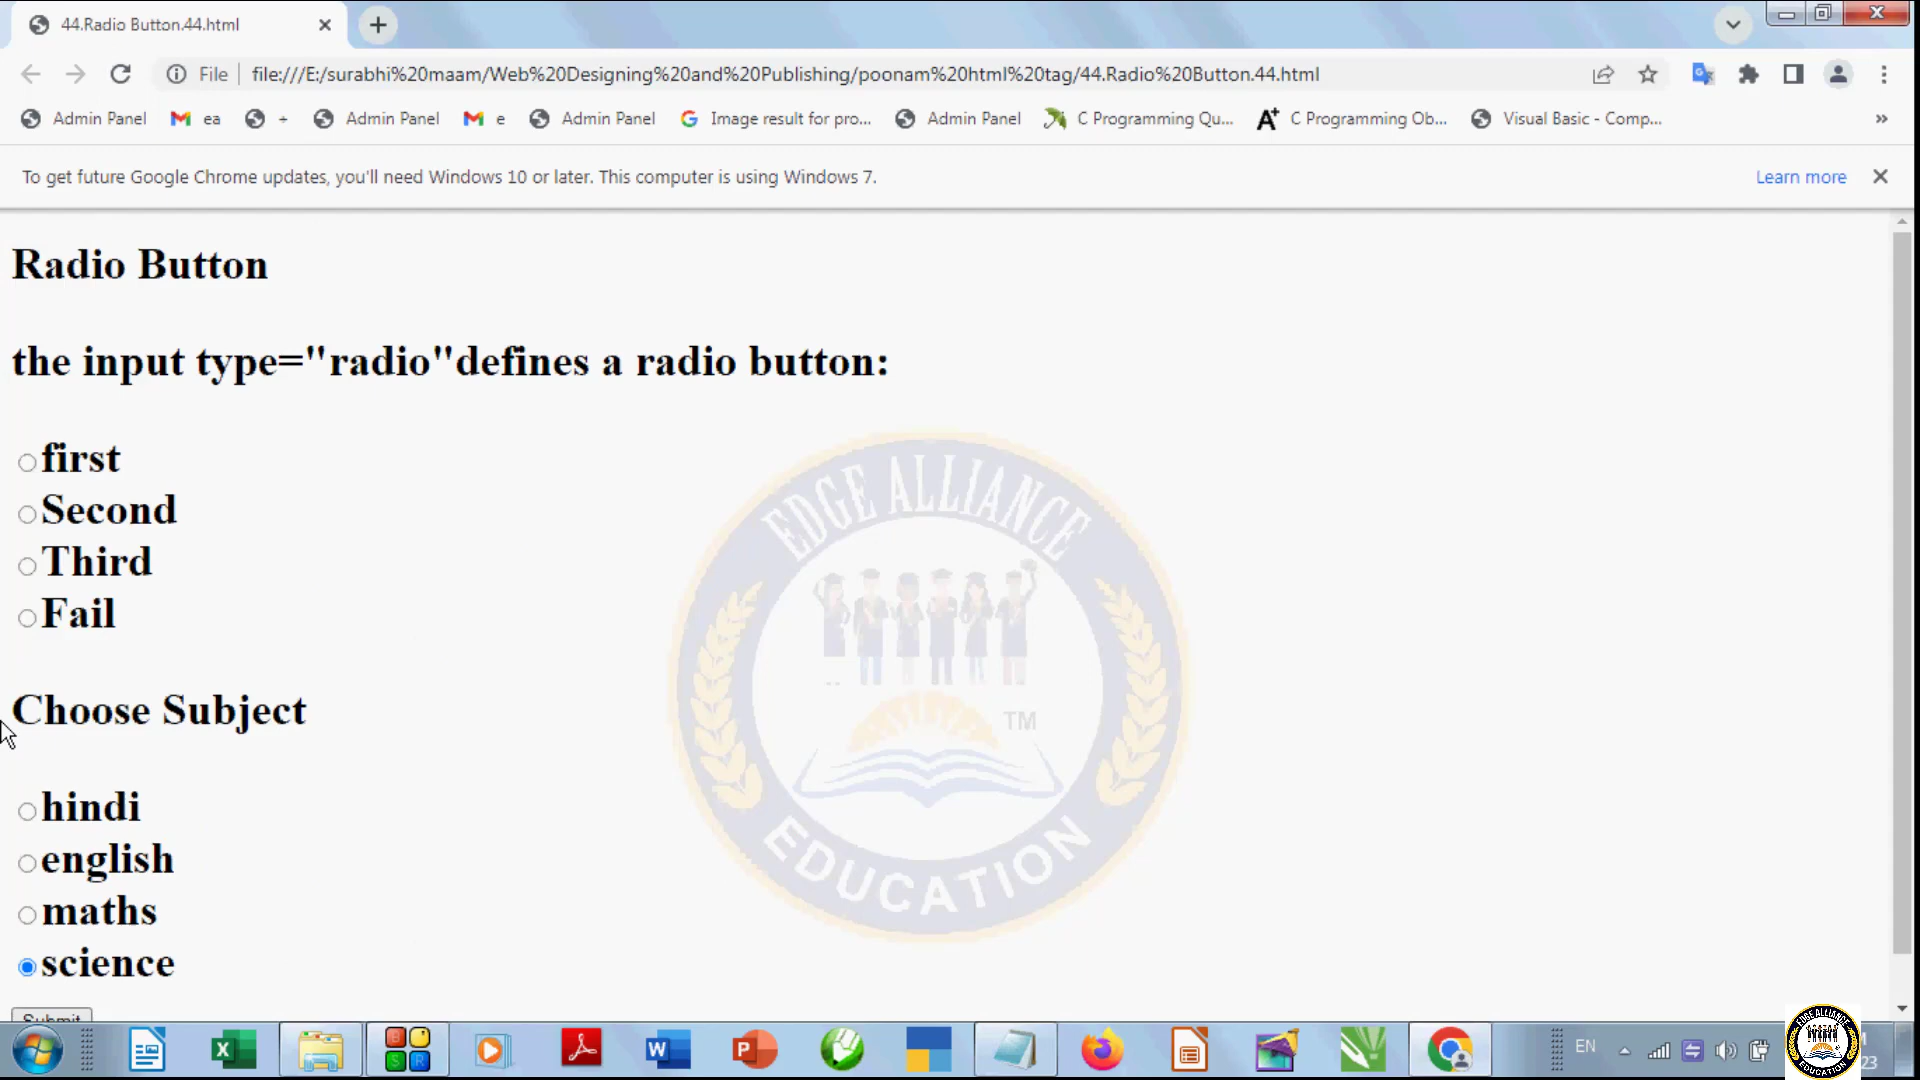 44.Radio Button.44.html
File
file:///E:/surabhi%20maam/Web%20Designing%20and%20Publishing/poonam%20html%20tag/44.Radio%20Button.44.html
Admin Panel ea + Admin Panel e Admin Panel Image result for pro... Admin Panel C Programming Qu... C Programming Ob... Visual Basic - Comp... »
To get future Google Chrome updates, you'll need Windows 10 or later. This computer is using Windows 7. Learn more
Radio Button
the input type="radio"defines a radio button:
first
Second
Third
Fail
Choose Subject
hindi
english
maths
science
Submit
EDGE ALLIANCE
TM
EDUCATION
EN
EDGE ALLIANCE
EDUCATION